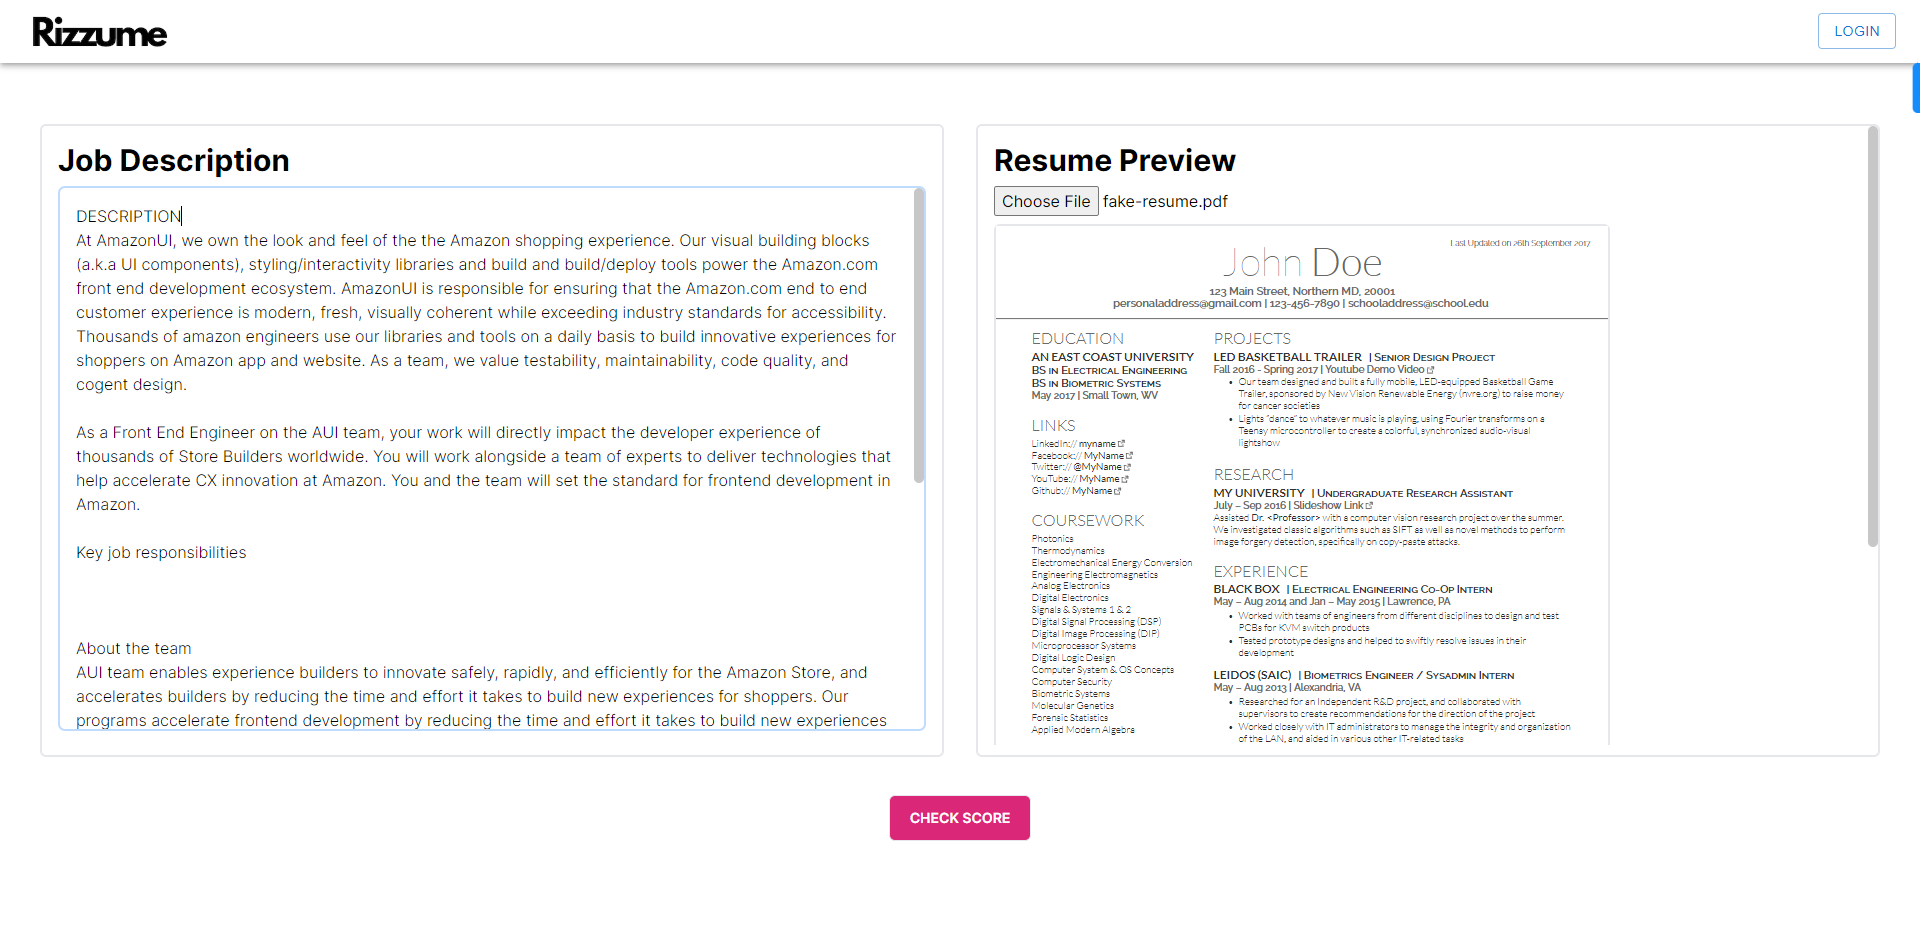 Rizzume
LOGIN
Job Description
DESCRIPTION
At AmazonUI, we own the look and feel of the the Amazon shopping experience. Our visual building blocks
(a.k.a UI components), styling/interactivity libraries and build and build/deploy tools power the Amazon.com
front end development ecosystem. AmazonUI is responsible for ensuring that the Amazon.com end to end
customer experience is modern, fresh, visually coherent while exceeding industry standards for accessibility.
Thousands of amazon engineers use our libraries and tools on a daily basis to build innovative experiences for
shoppers on Amazon app and website. As a team, we value testability, maintainability, code quality, and
cogent design.
As a Front End Engineer on the AUI team, your work will directly impact the developer experience of
thousands of Store Builders worldwide. You will work alongside a team of experts to deliver technologies that
help accelerate CX innovation at Amazon. You and the team will set the standard for frontend development in
Amazon.
Key job responsibilities
About the team
AUI team enables experience builders to innovate safely, rapidly, and efficiently for the Amazon Store, and
accelerates builders by reducing the time and effort it takes to build new experiences for shoppers. Our
programs accelerate frontend development by reducing the time and effort it takes to build new experiences
Resume Preview
Choose File fake-resume.pdf
Last Updated on 26th September 2017
John Doe
123 Main Street, Northern MD, 20001
personaladdress@gmail.com | 123-456-7890 | schooladdress@school.edu
EDUCATION
AN EAST COAST UNIVERSITY
BS in Electrical Engineering
BS in Biometric Systems
May 2017 | Small Town, WV
LINKS
LinkedIn:// myname
Facebook:// MyName
Twitter:// @MyName
YouTube:// MyName
Github:// MyName
COURSEWORK
Photonics
Thermodynamics
Electromechanical Energy Conversion
Engineering Electromagnetics
Analog Electronics
Digital Electronics
Signals & Systems 1 & 2
Digital Signal Processing (DSP)
Digital Image Processing (DIP)
Microprocessor Systems
Digital Logic Design
Computer System & OS Concepts
Computer Security
Biometric Systems
Molecular Genetics
Forensic Statistics
Applied Modern Algebra
PROJECTS
LED BASKETBALL TRAILER | Senior Design Project
Fall 2016 - Spring 2017 | Youtube Demo Video
• Our team designed and built a fully mobile, LED-equipped Basketball Game
Trailer, sponsored by New Vision Renewable Energy (nvre.org) to raise money
for cancer societies
• Lights "dance" to whatever music is playing, using Fourier transforms on a
Teensy microcontroller to create a colorful, synchronized audio-visual
lightshow
RESEARCH
MY UNIVERSITY | Undergraduate Research Assistant
July – Sep 2016 | Slideshow Link
Assisted Dr. <Professor> with a computer vision research project over the summer.
We investigated classic algorithms such as SIFT as well as novel methods to perform
image forgery detection, specifically on copy-paste attacks.
EXPERIENCE
BLACK BOX | Electrical Engineering Co-Op Intern
May – Aug 2014 and Jan – May 2015 | Lawrence, PA
• Worked with teams of engineers from different disciplines to design and test
PCBs for KVM switch products
• Tested prototype designs and helped to swiftly resolve issues in their
development
LEIDOS (SAIC) | Biometrics Engineer / Sysadmin Intern
May – Aug 2013 | Alexandria, VA
• Researched for an Independent R&D project, and collaborated with
supervisors to create recommendations for the direction of the project
• Worked closely with IT administrators to manage the integrity and organization
of the LAN, and aided in various other IT-related tasks
CHECK SCORE